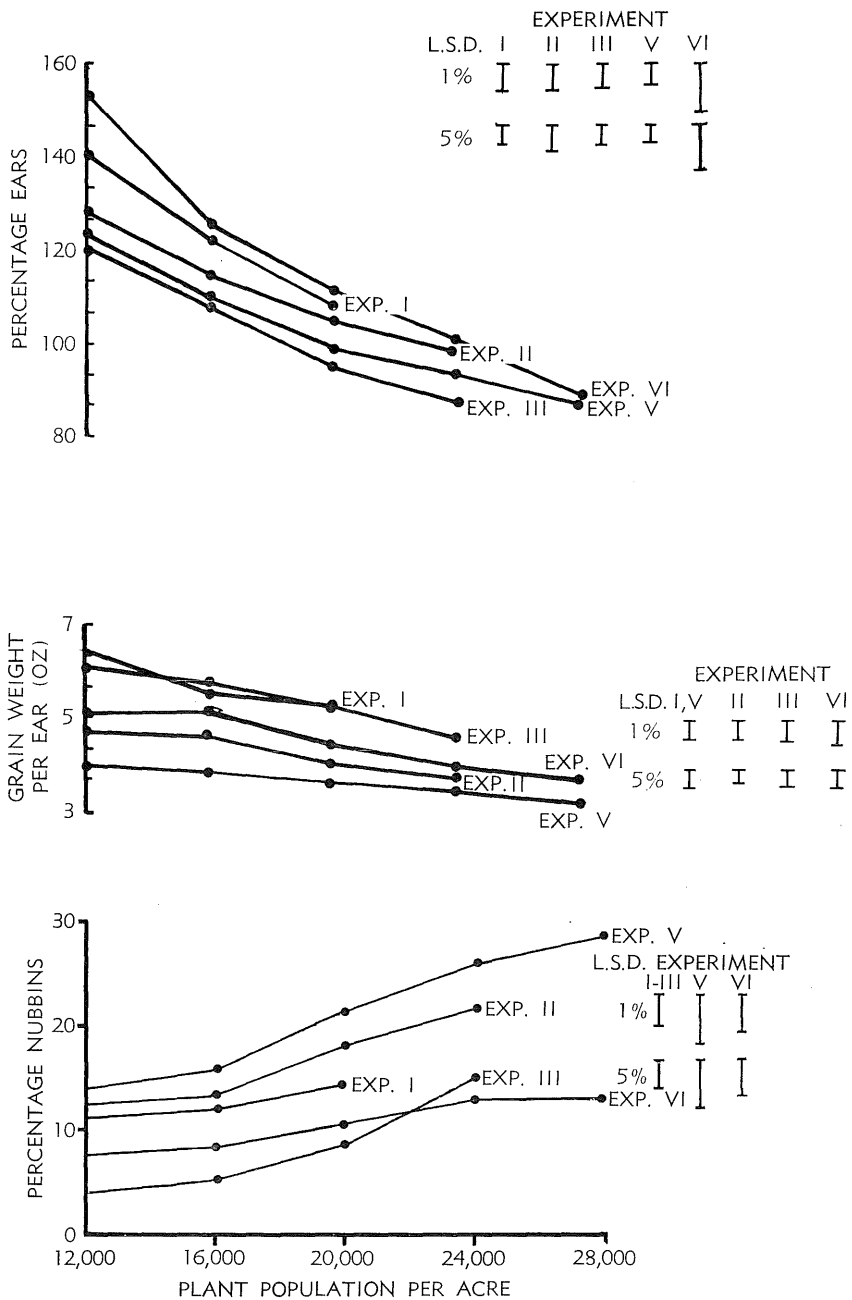 EXPERIMENT
L.S.D. I II III V VI
1%
5%
PERCENTAGE EARS
160
140
120
100
80
EXP. I
EXP. II
EXP. VI
EXP. III
EXP. V
GRAIN WEIGHT
PER EAR (OZ)
7
5
3
EXP. I
EXP. III
EXP. VI
EXP. II
EXP. V
EXPERIMENT
L.S.D. I,V II III VI
1%
5%
PERCENTAGE NUBBINS
30
20
10
0
EXP. V
EXP. II
EXP. I
EXP. III
EXP. VI
L.S.D. EXPERIMENT
I-III V VI
1%
5%
12,000 16,000 20,000 24,000 28,000
PLANT POPULATION PER ACRE